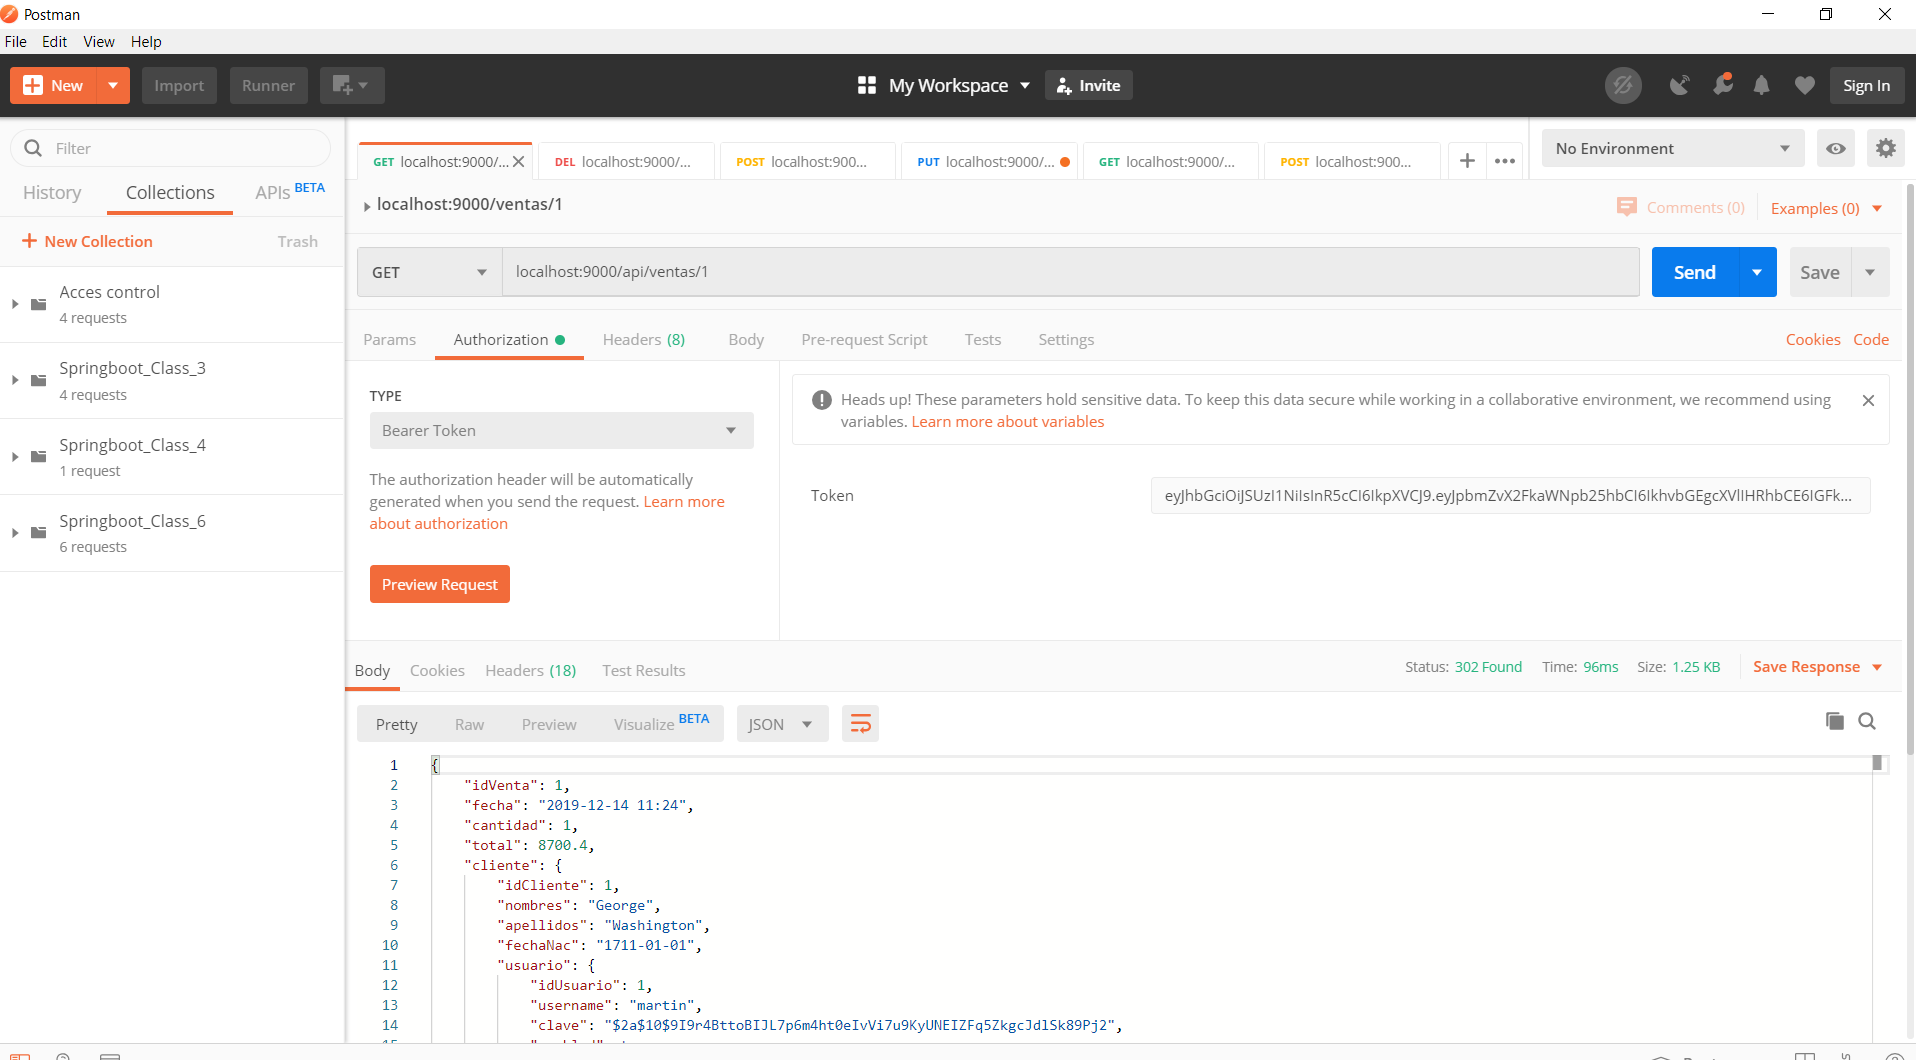 Postman
File Edit View Help
New Import Runner My Workspace Invite Sign In
Filter
History Collections APIs BETA
New Collection Trash
Acces control
4 requests
Springboot_Class_3
4 requests
Springboot_Class_4
1 request
Springboot_Class_6
6 requests
GET localhost:9000/... DEL localhost:9000/... POST localhost:900... PUT localhost:9000/... GET localhost:9000/... POST localhost:900... No Environment
localhost:9000/ventas/1 Comments (0) Examples (0)
GET localhost:9000/api/ventas/1 Send Save
Params Authorization Headers (8) Body Pre-request Script Tests Settings Cookies Code
TYPE
Bearer Token
The authorization header will be automatically
generated when you send the request. Learn more
about authorization
Preview Request
Heads up! These parameters hold sensitive data. To keep this data secure while working in a collaborative environment, we recommend using
variables. Learn more about variables
Token eyJhbGciOiJSUzI1NiIsInR5cCI6IkpXVCJ9.eyJpbmZvX2FkaWNpb25hbCI6IkhvbGEgcXVlIHRhbCE6IGFk...
Body Cookies Headers (18) Test Results Status: 302 Found Time: 96ms Size: 1.25 KB Save Response
Pretty Raw Preview Visualize BETA JSON
1 {
2 "idVenta": 1,
3 "fecha": "2019-12-14 11:24",
4 "cantidad": 1,
5 "total": 8700.4,
6 "cliente": {
7 "idCliente": 1,
8 "nombres": "George",
9 "apellidos": "Washington",
10 "fechaNac": "1711-01-01",
11 "usuario": {
12 "idUsuario": 1,
13 "username": "martin",
14 "clave": "$2a$10$9I9r4BttoBIJL7p6m4ht0eIvVi7u9KyUNEIZFq5ZkgcJdlSk89Pj2",